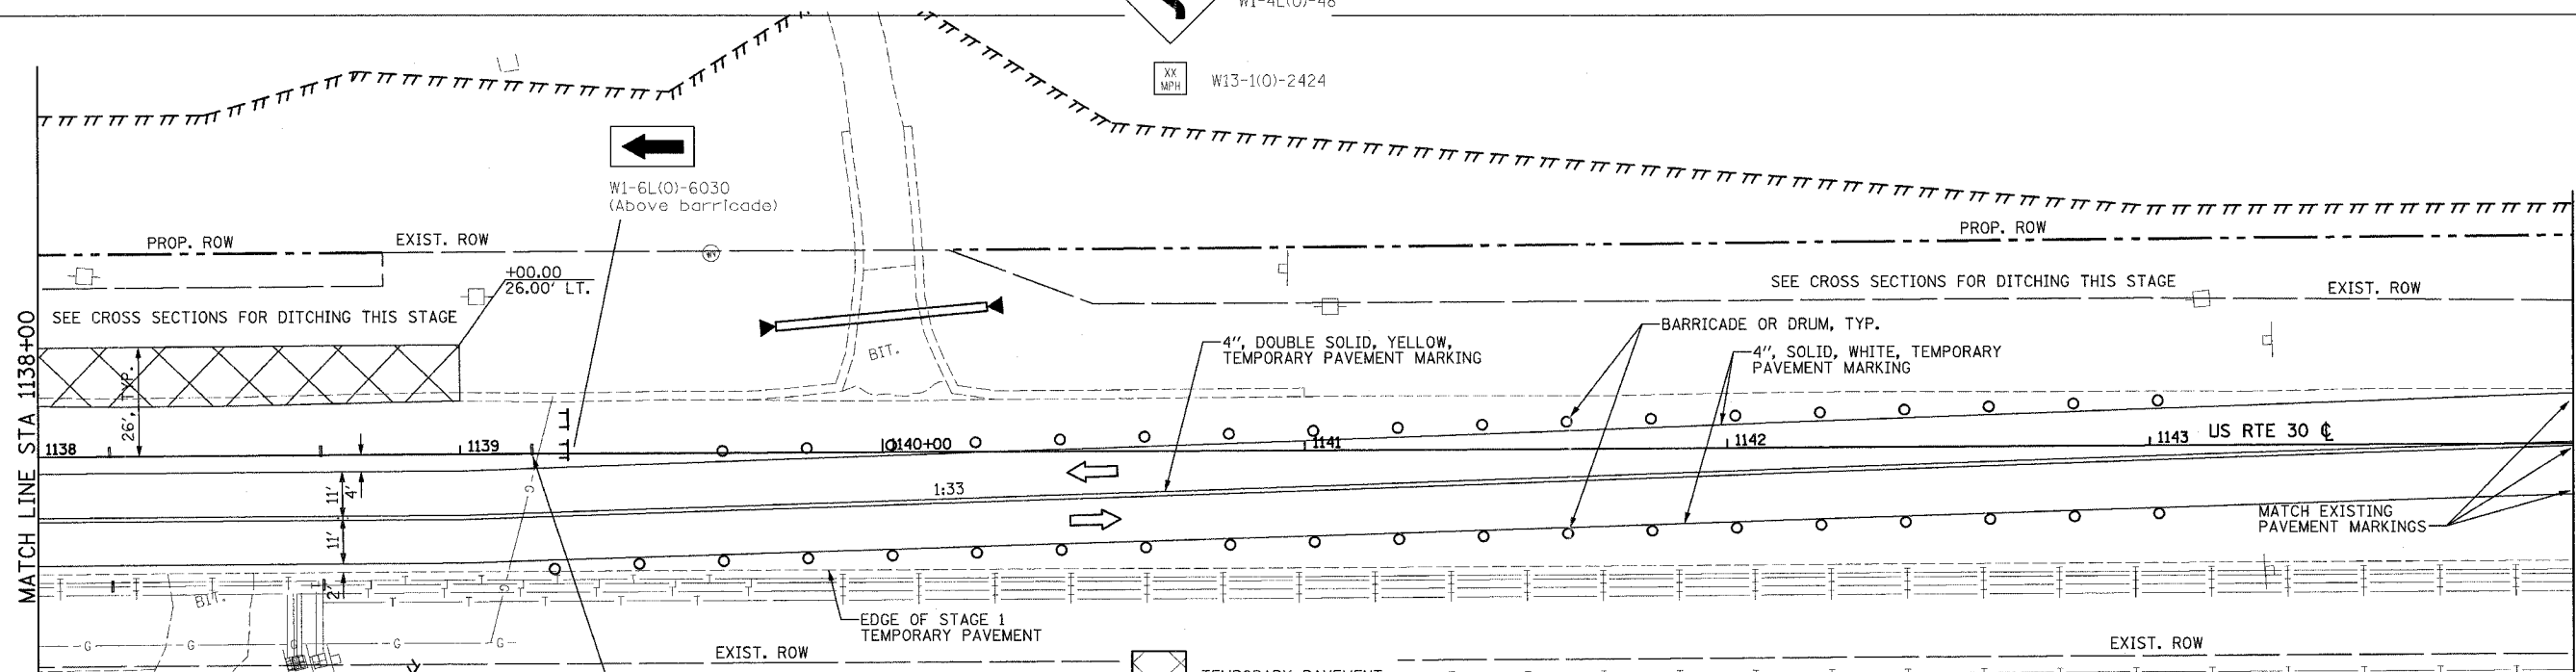 W1-4L(O)-48
XX
MPH
W13-1(O)-2424
W1-6L(O)-6030
(Above barricade)
PROP. ROW
EXIST. ROW
PROP. ROW
+00.00
26.00' LT.
SEE CROSS SECTIONS FOR DITCHING THIS STAGE
EXIST. ROW
SEE CROSS SECTIONS FOR DITCHING THIS STAGE
MATCH LINE STA 1138+00
26', TYP.
BIT.
4", DOUBLE SOLID, YELLOW,
TEMPORARY PAVEMENT MARKING
BARRICADE OR DRUM, TYP.
4", SOLID, WHITE, TEMPORARY
PAVEMENT MARKING
1138
1139
1140+00
1141
1142
1143
US RTE 30 ℄
11'
4'
1:33
11'
2'
MATCH EXISTING
PAVEMENT MARKINGS
BIT.
EDGE OF STAGE 1
TEMPORARY PAVEMENT
G
G
G
G
G
G
G
EXIST. ROW
TEMPORARY PAVEMENT
EXIST. ROW